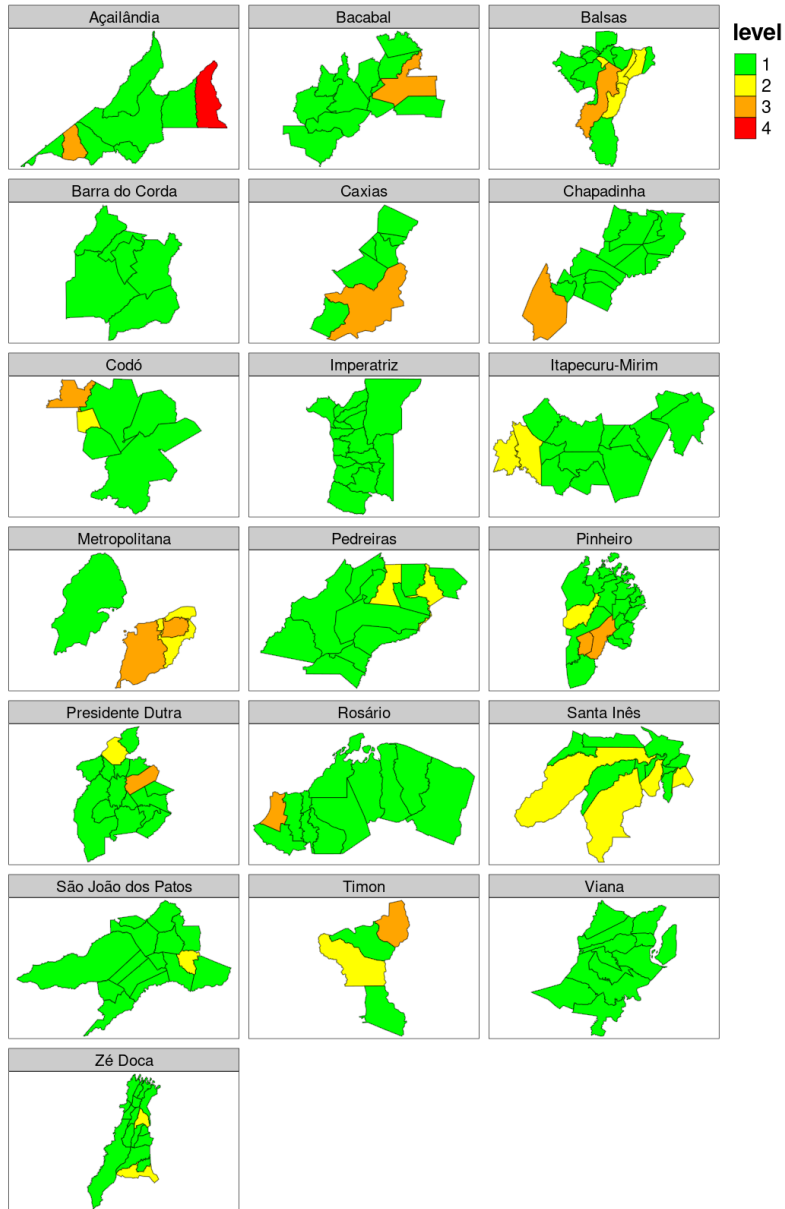 Açailândia
Bacabal
Balsas
level
1
2
3
4
Barra do Corda
Caxias
Chapadinha
Codó
Imperatriz
Itapecuru-Mirim
Metropolitana
Pedreiras
Pinheiro
Presidente Dutra
Rosário
Santa Inês
São João dos Patos
Timon
Viana
Zé Doca